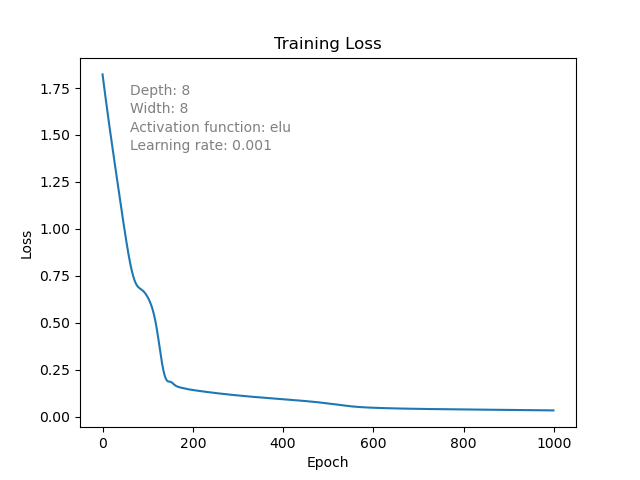 Training Loss
Depth: 8
Width: 8
Activation function: elu
Learning rate: 0.001
1.75
1.50
1.25
1.00
0.75
0.50
0.25
0.00
Loss
0 200 400 600 800 1000
Epoch